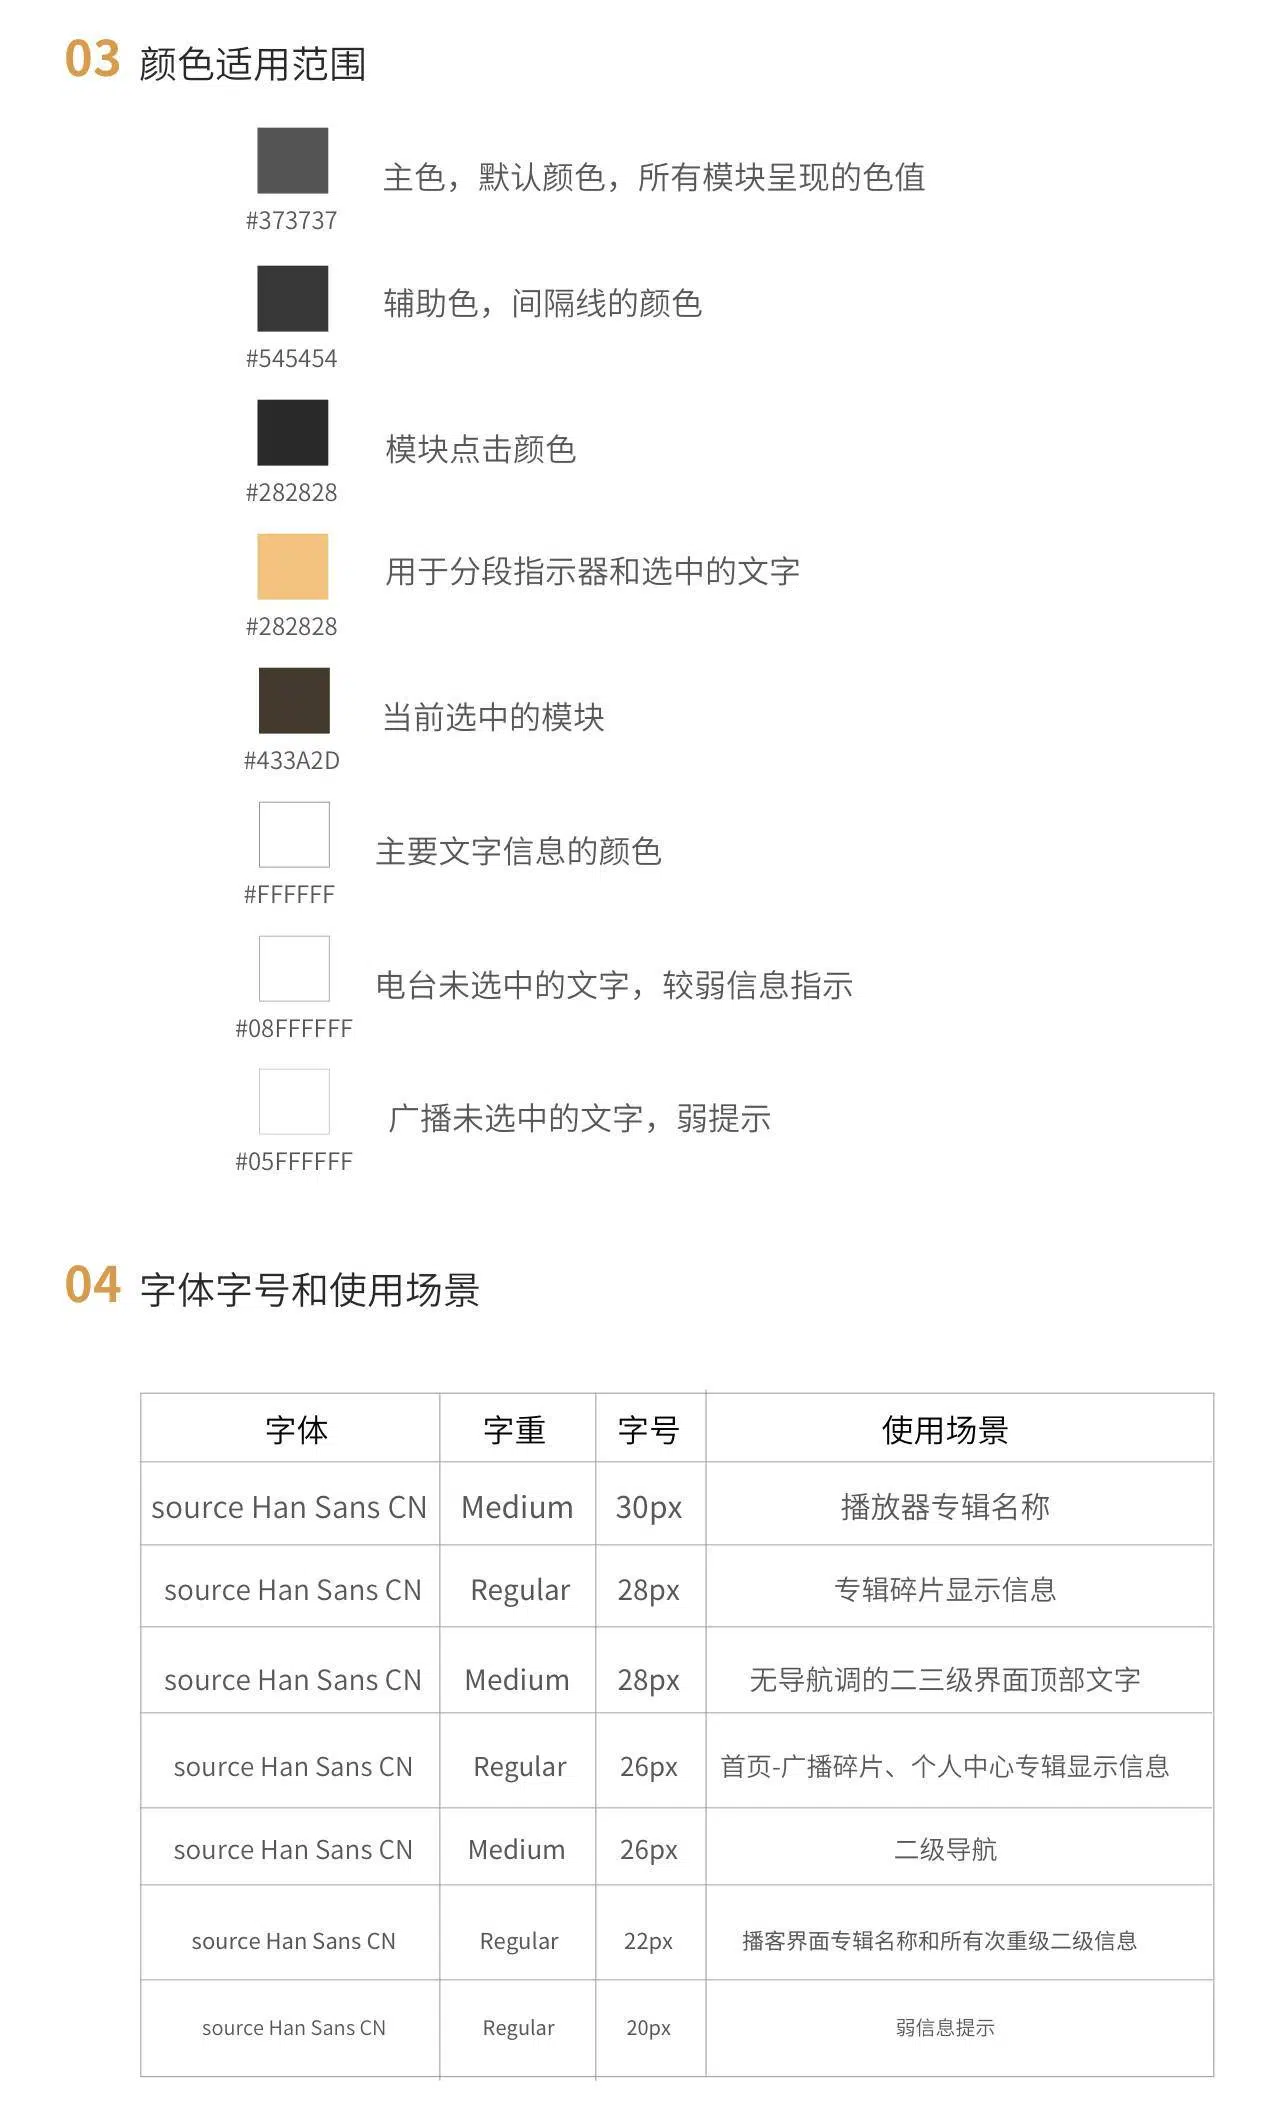 03 颜色适用范围
主色，默认颜色，所有模块呈现的色值
#373737
辅助色，间隔线的颜色
#545454
模块点击颜色
#282828
用于分段指示器和选中的文字
#282828
当前选中的模块
#433A2D
主要文字信息的颜色
#FFFFFF
电台未选中的文字，较弱信息指示
#08FFFFFF
广播未选中的文字，弱提示
#05FFFFFF
04 字体字号和使用场景
字体 字重 字号 使用场景
source Han Sans CN Medium 30px 播放器专辑名称
source Han Sans CN Regular 28px 专辑碎片显示信息
source Han Sans CN Medium 28px 无导航调的二三级界面顶部文字
source Han Sans CN Regular 26px 首页-广播碎片、个人中心专辑显示信息
source Han Sans CN Medium 26px 二级导航
source Han Sans CN Regular 22px 播客界面专辑名称和所有次重级二级信息
source Han Sans CN Regular 20px 弱信息提示